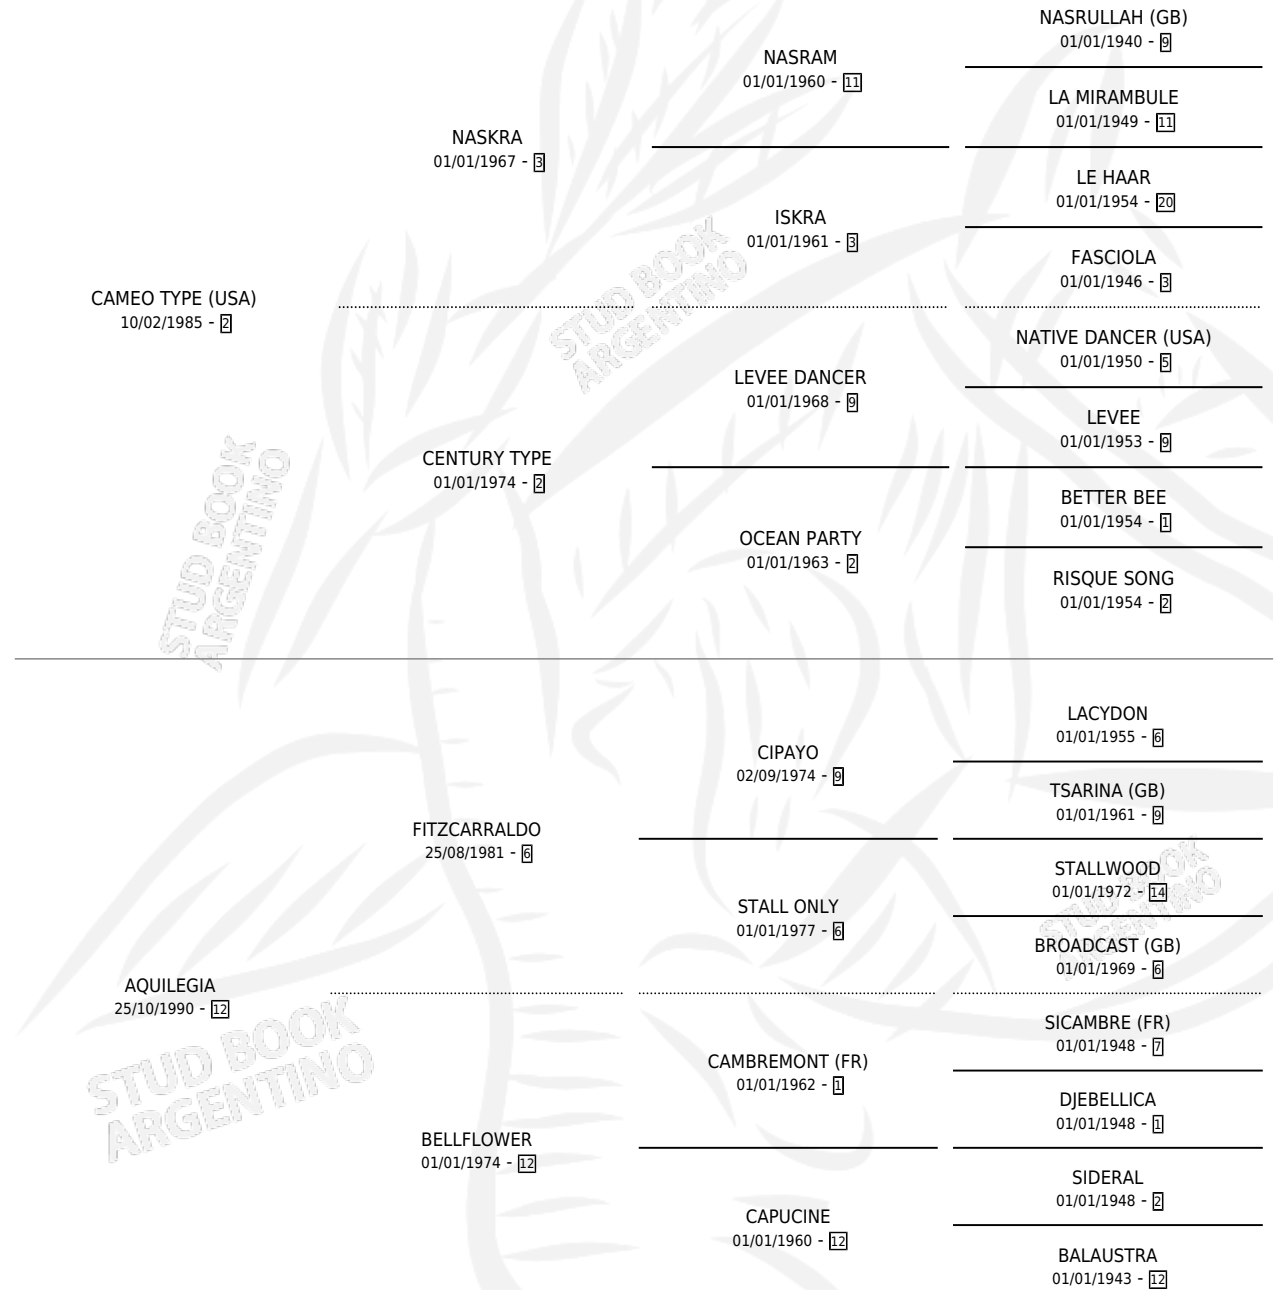 NASRULLAH (GB)
01/01/1940 - 9
NASRAM
01/01/1960 - 11
LA MIRAMBULE
01/01/1949 - 11
NASKRA
01/01/1967 - 3
LE HAAR
01/01/1954 - 20
ISKRA
01/01/1961 - 3
FASCIOLA
01/01/1946 - 3
CAMEO TYPE (USA)
10/02/1985 - 2
STUD BOOK
ARGENTINO
NATIVE DANCER (USA)
01/01/1950 - 5
LEVEE DANCER
01/01/1968 - 9
LEVEE
01/01/1953 - 9
CENTURY TYPE
01/01/1974 - 2
BETTER BEE
01/01/1954 - 1
OCEAN PARTY
01/01/1963 - 2
RISQUE SONG
01/01/1954 - 2
STUD BOOK
ARGENTINO
LACYDON
01/01/1955 - 6
CIPAYO
02/09/1974 - 9
TSARINA (GB)
01/01/1961 - 9
FITZCARRALDO
25/08/1981 - 6
STALLWOOD
01/01/1972 - 14
STALL ONLY
01/01/1977 - 6
BROADCAST (GB)
01/01/1969 - 6
STUD BOOK
ARGENTINO
AQUILEGIA
25/10/1990 - 12
SICAMBRE (FR)
01/01/1948 - 7
CAMBREMONT (FR)
01/01/1962 - 1
DJEBELLICA
01/01/1948 - 1
BELLFLOWER
01/01/1974 - 12
SIDERAL
01/01/1948 - 2
CAPUCINE
01/01/1960 - 12
BALAUSTRA
01/01/1943 - 12
STUD BOOK
ARGENTINO